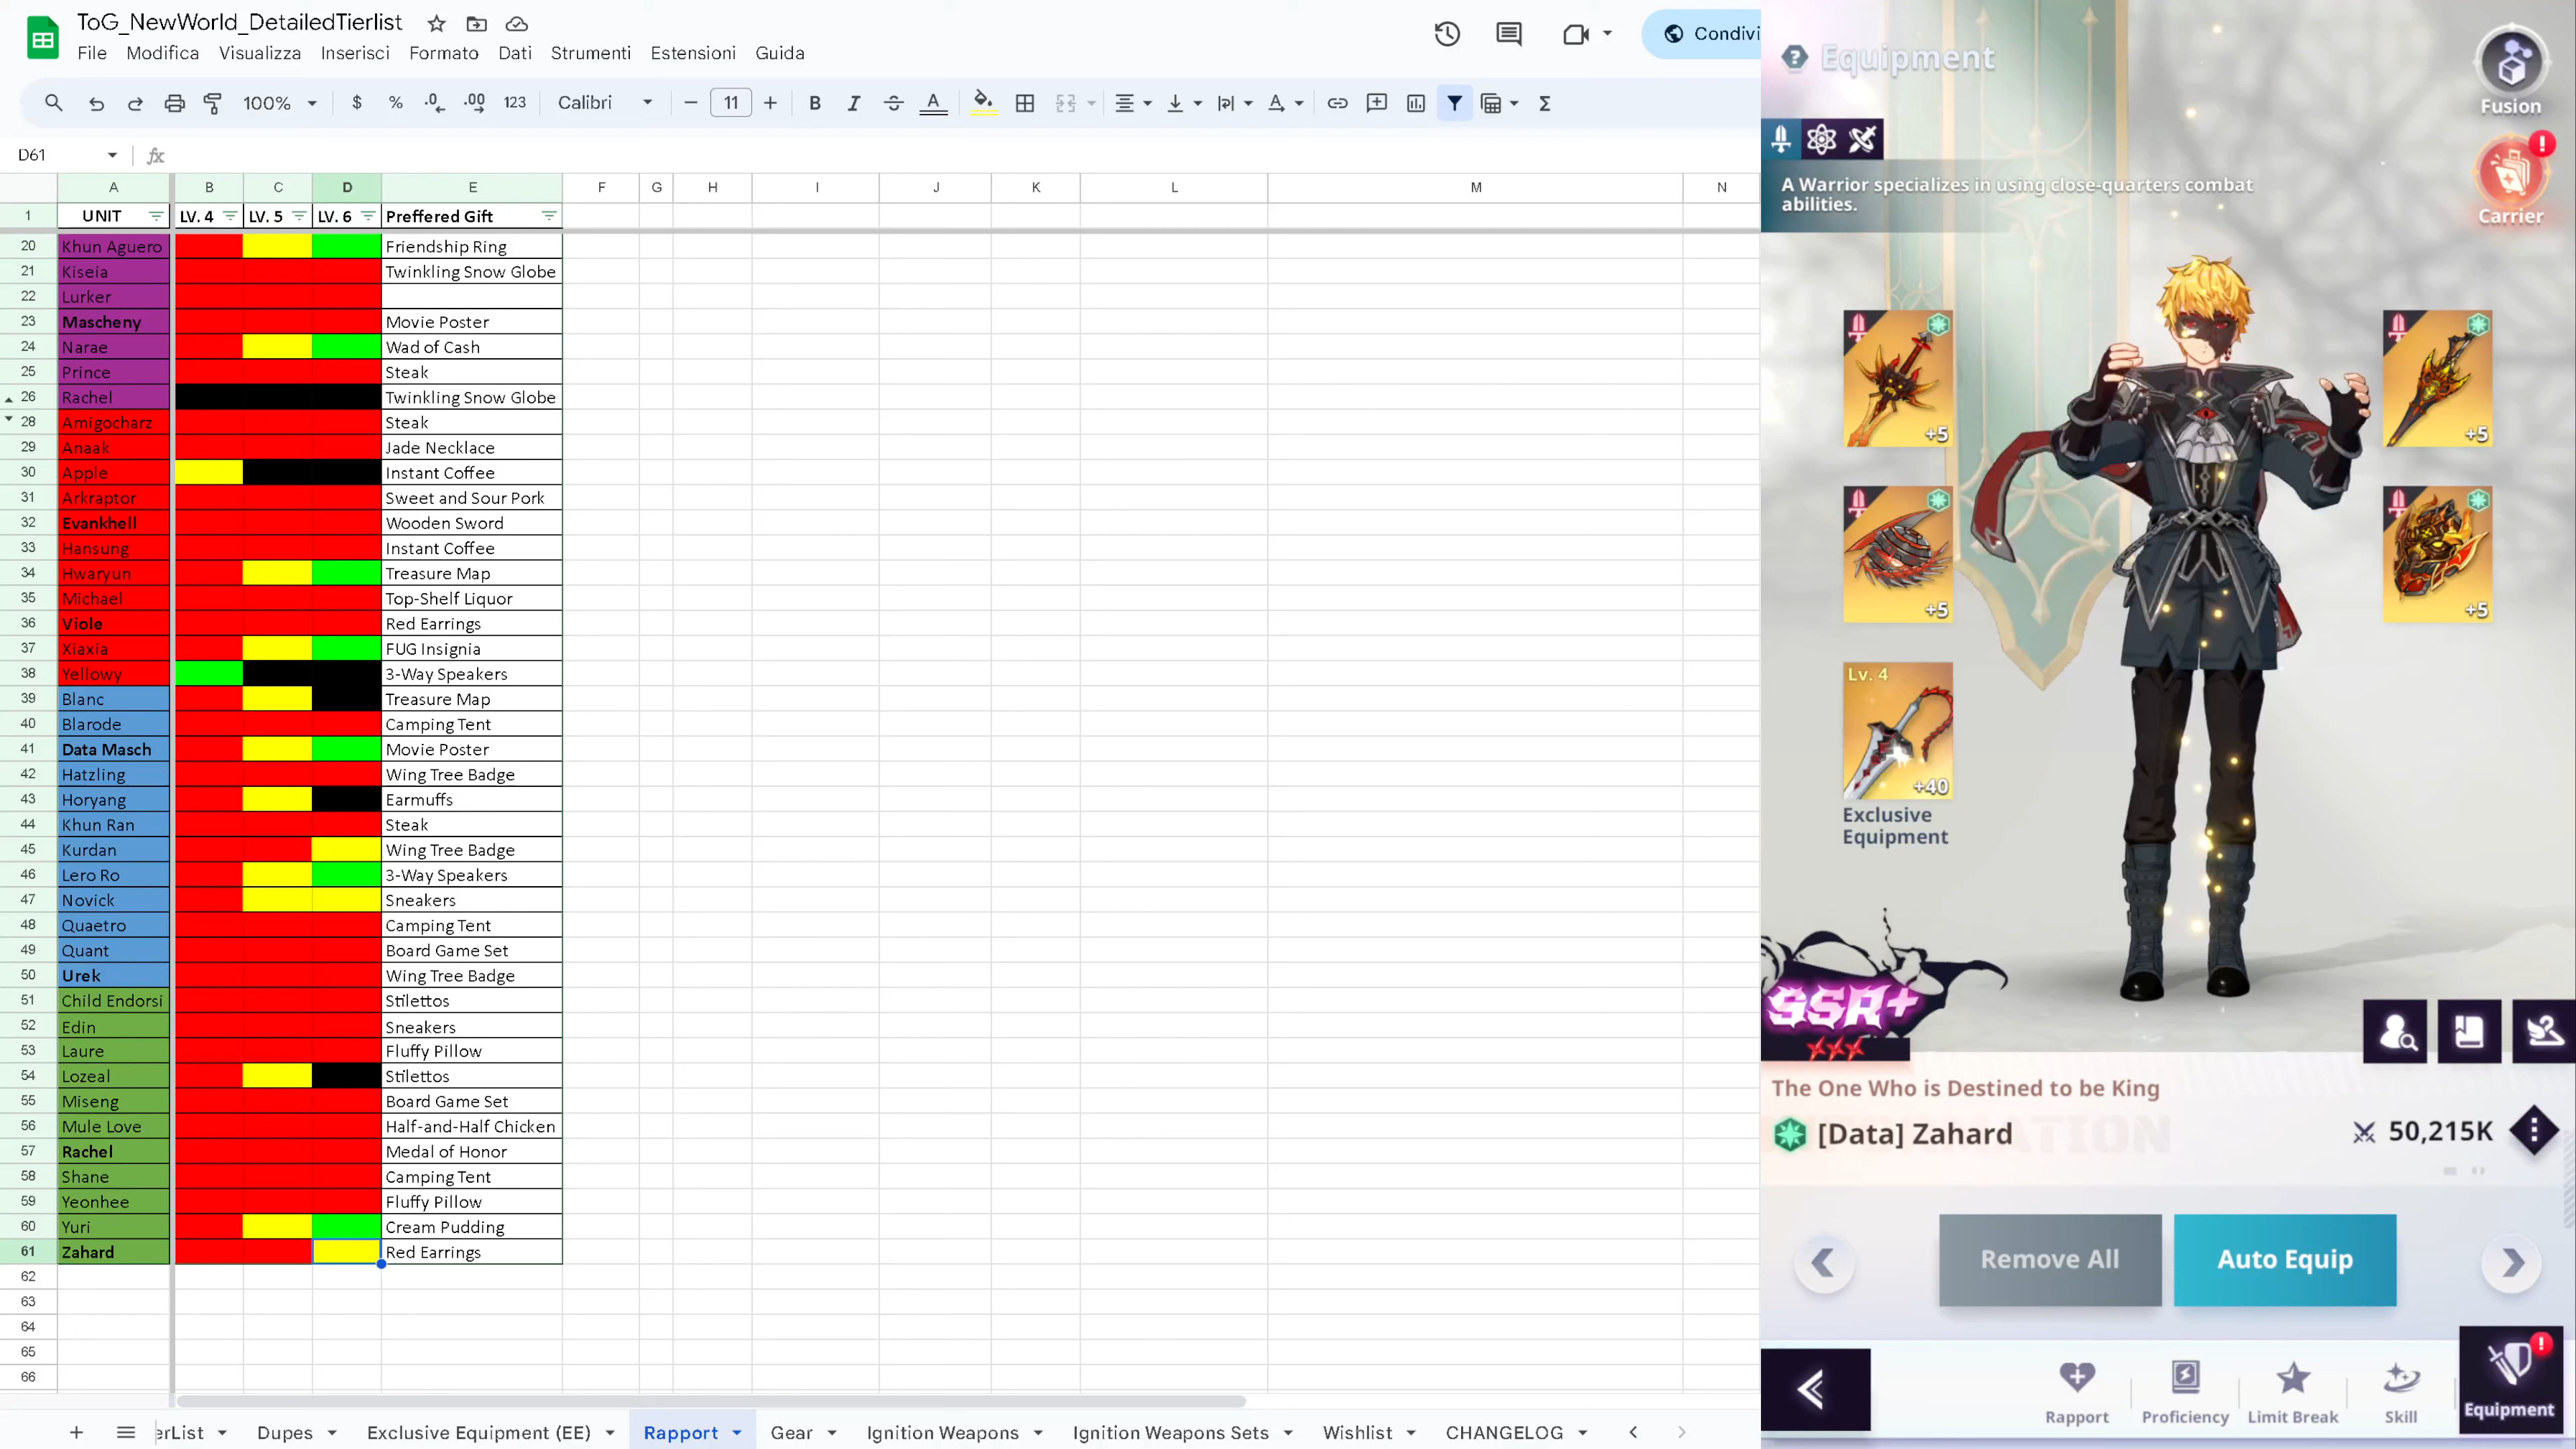 ToG_NewWorld_DetailedTierlist
File Modifica Visualizza Inserisci Formato Dati Strumenti Estensioni Guida
Condivi
100% $ % .0 .00 123 Calibri 11 B I S A A Σ
D61 fx
A B C D E F G H I J K L M N
1 UNIT LV. 4 LV. 5 LV. 6 Preffered Gift
20 Khun Aguero Friendship Ring
21 Kiseia Twinkling Snow Globe
22 Lurker
23 Mascheny Movie Poster
24 Narae Wad of Cash
25 Prince Steak
26 Rachel Twinkling Snow Globe
28 Amigocharz Steak
29 Anaak Jade Necklace
30 Apple Instant Coffee
31 Arkraptor Sweet and Sour Pork
32 Evankhell Wooden Sword
33 Hansung Instant Coffee
34 Hwaryun Treasure Map
35 Michael Top-Shelf Liquor
36 Viole Red Earrings
37 Xiaxia FUG Insignia
38 Yellowy 3-Way Speakers
39 Blanc Treasure Map
40 Blarode Camping Tent
41 Data Masch Movie Poster
42 Hatzling Wing Tree Badge
43 Horyang Earmuffs
44 Khun Ran Steak
45 Kurdan Wing Tree Badge
46 Lero Ro 3-Way Speakers
47 Novick Sneakers
48 Quaetro Camping Tent
49 Quant Board Game Set
50 Urek Wing Tree Badge
51 Child Endorsi Stilettos
52 Edin Sneakers
53 Laure Fluffy Pillow
54 Lozeal Stilettos
55 Miseng Board Game Set
56 Mule Love Half-and-Half Chicken
57 Rachel Medal of Honor
58 Shane Camping Tent
59 Yeonhee Fluffy Pillow
60 Yuri Cream Pudding
61 Zahard Red Earrings
62
63
64
65
66
erList Dupes Exclusive Equipment (EE) Rapport Gear Ignition Weapons Ignition Weapons Sets Wishlist CHANGELOG
Equipment
Fusion
A Warrior specializes in using close-quarters combat
abilities.
Carrier
+5 +5
+5 +5
Lv. 4
+40
Exclusive
Equipment
SSR+
The One Who is Destined to be King
[Data] Zahard 50,215K
Remove All Auto Equip
Rapport Proficiency Limit Break Skill Equipment